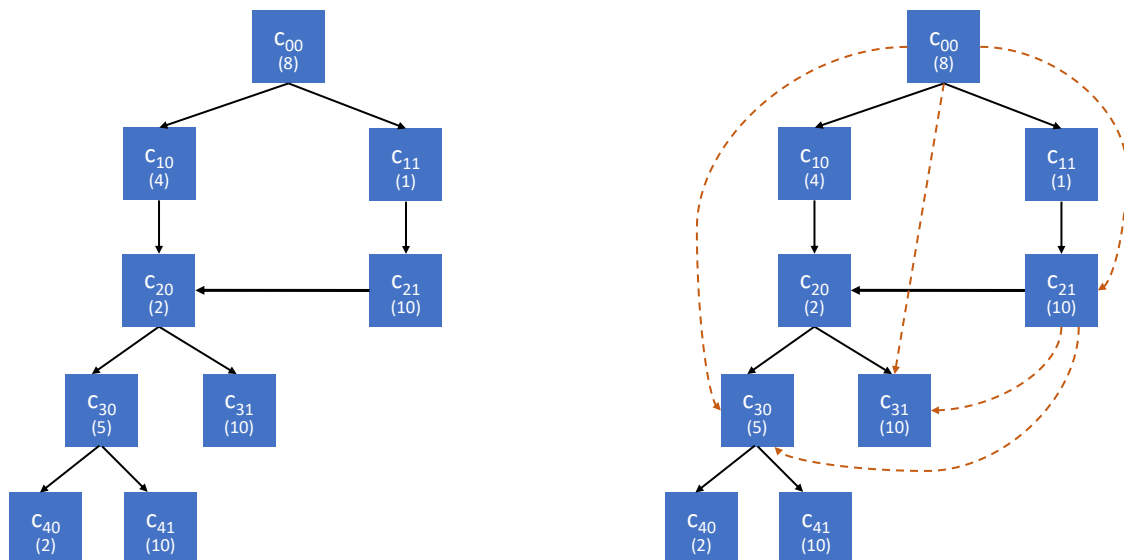 c00
(8)
c10
(4)
c11
(1)
c20
(2)
c21
(10)
c30
(5)
c31
(10)
c40
(2)
c41
(10)
c00
(8)
c10
(4)
c11
(1)
c20
(2)
c21
(10)
c30
(5)
c31
(10)
c40
(2)
c41
(10)